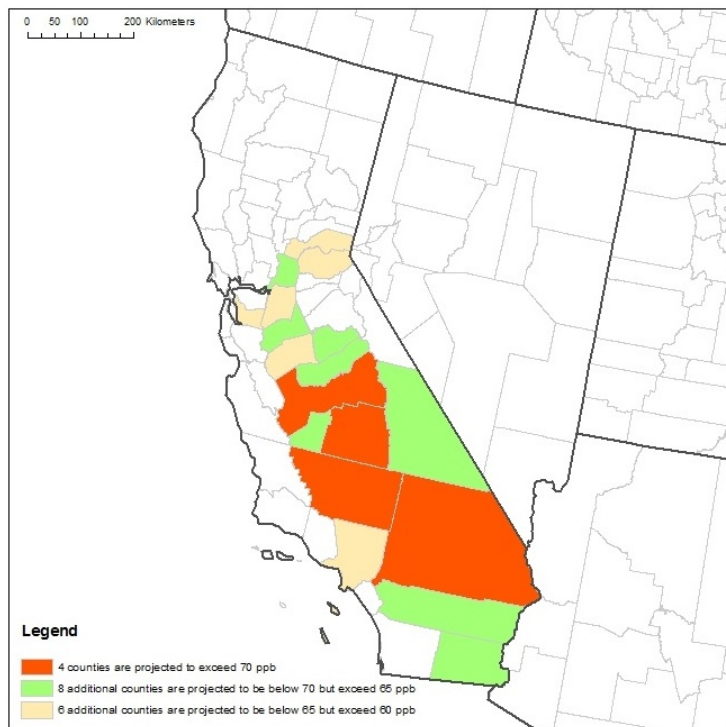 0 50 100 200 Kilometers
Legend
4 counties are projected to exceed 70 ppb
8 additional counties are projected to be below 70 but exceed 65 ppb
6 additional counties are projected to be below 65 but exceed 60 ppb